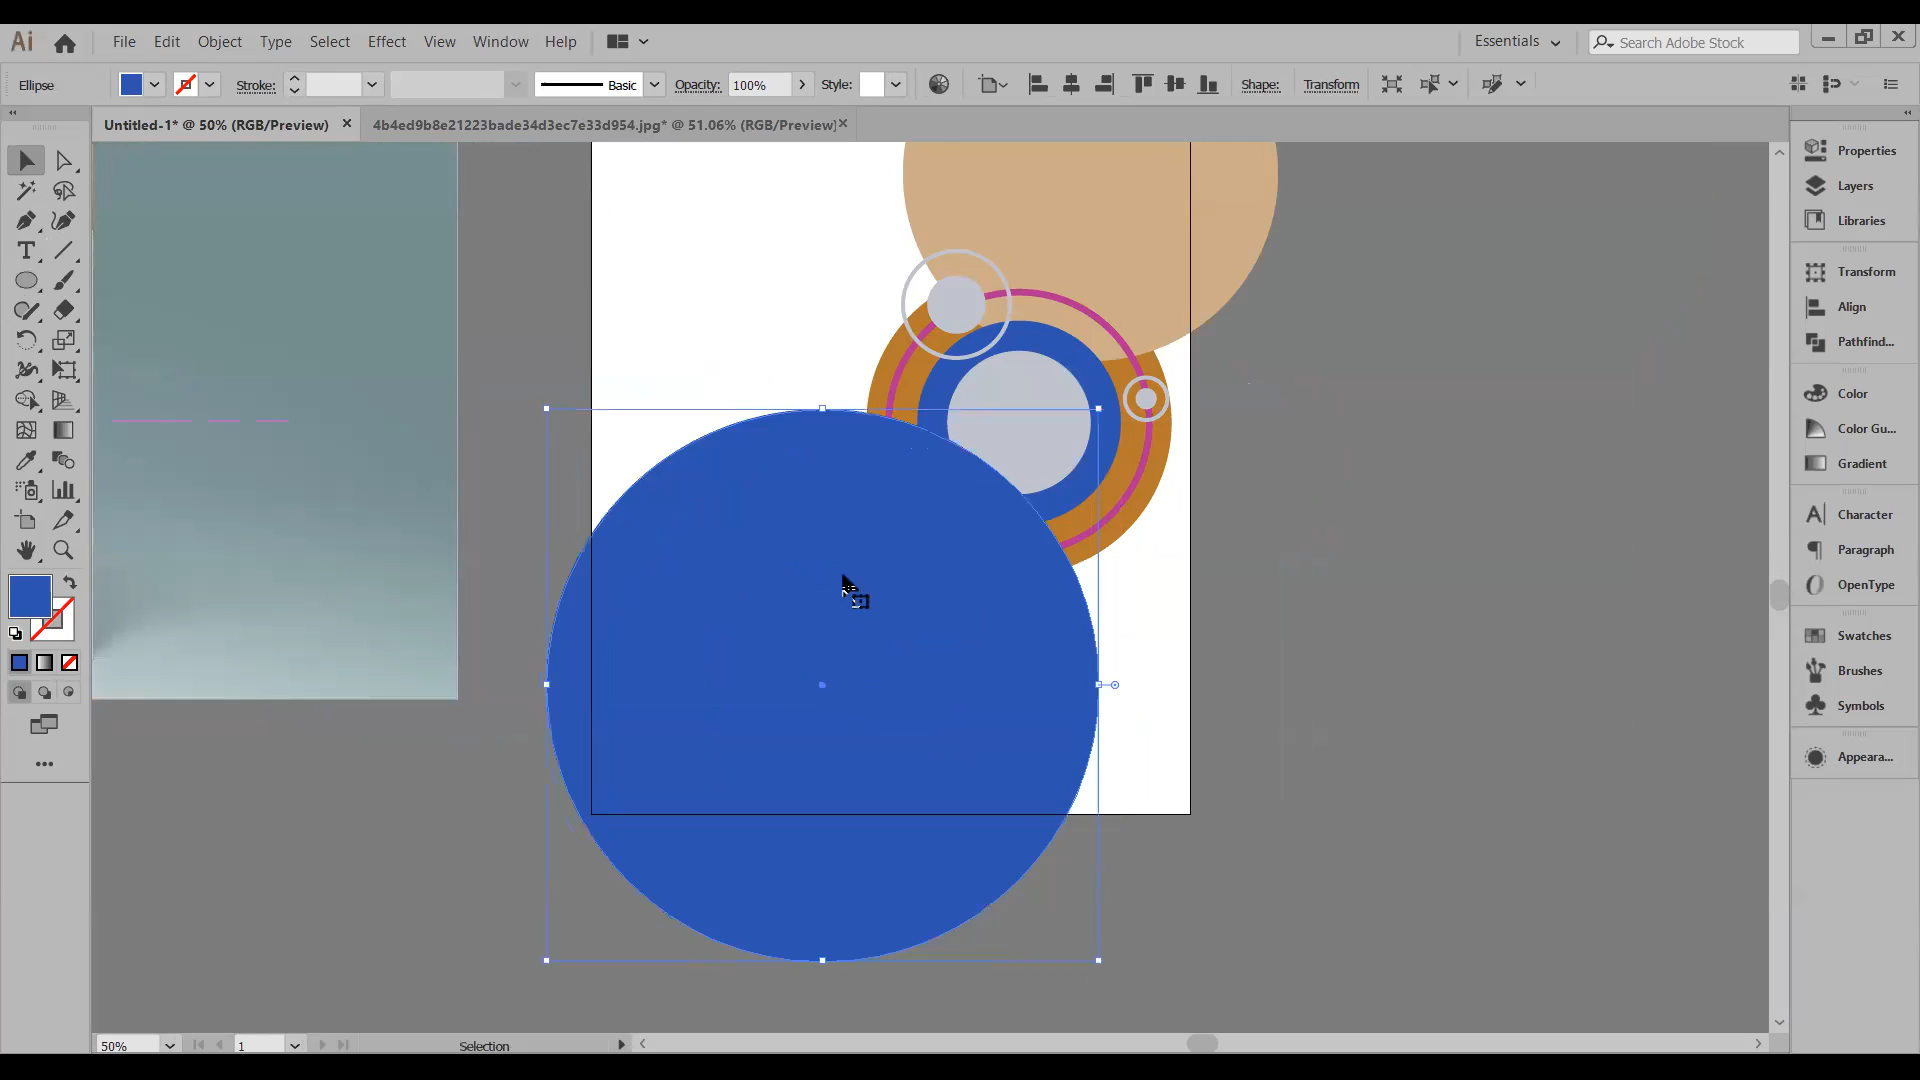 Ai File Edit Object Type Select Effect View Window Help Essentials Search Adobe Stock
Ellipse Stroke: Basic Opacity: 100% Style: Shape: Transform
Untitled-1* @ 50% (RGB/Preview) × 4b4ed9b8e21223bade34d3ec7e33d954.jpg* @ 51.06% (RGB/Preview) ×
Properties
Layers
Libraries
Transform
Align
Pathfind...
Color
Color Gu...
Gradient
Character
Paragraph
OpenType
Swatches
Brushes
Symbols
Appeara...
50% 1 Selection